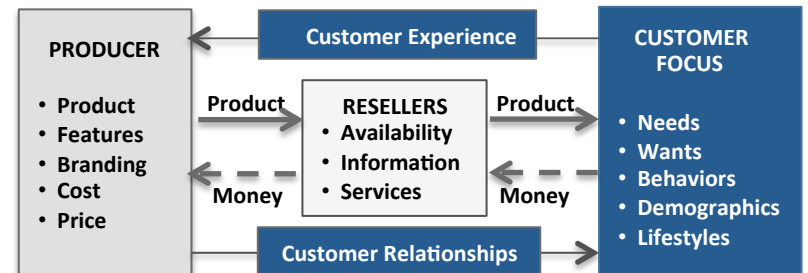 PRODUCER
• Product
• Features
• Branding
• Cost
• Price
Customer Experience
Product
Money
RESELLERS
• Availability
• Information
• Services
Product
Money
Customer Relationships
CUSTOMER
FOCUS
• Needs
• Wants
• Behaviors
• Demographics
• Lifestyles